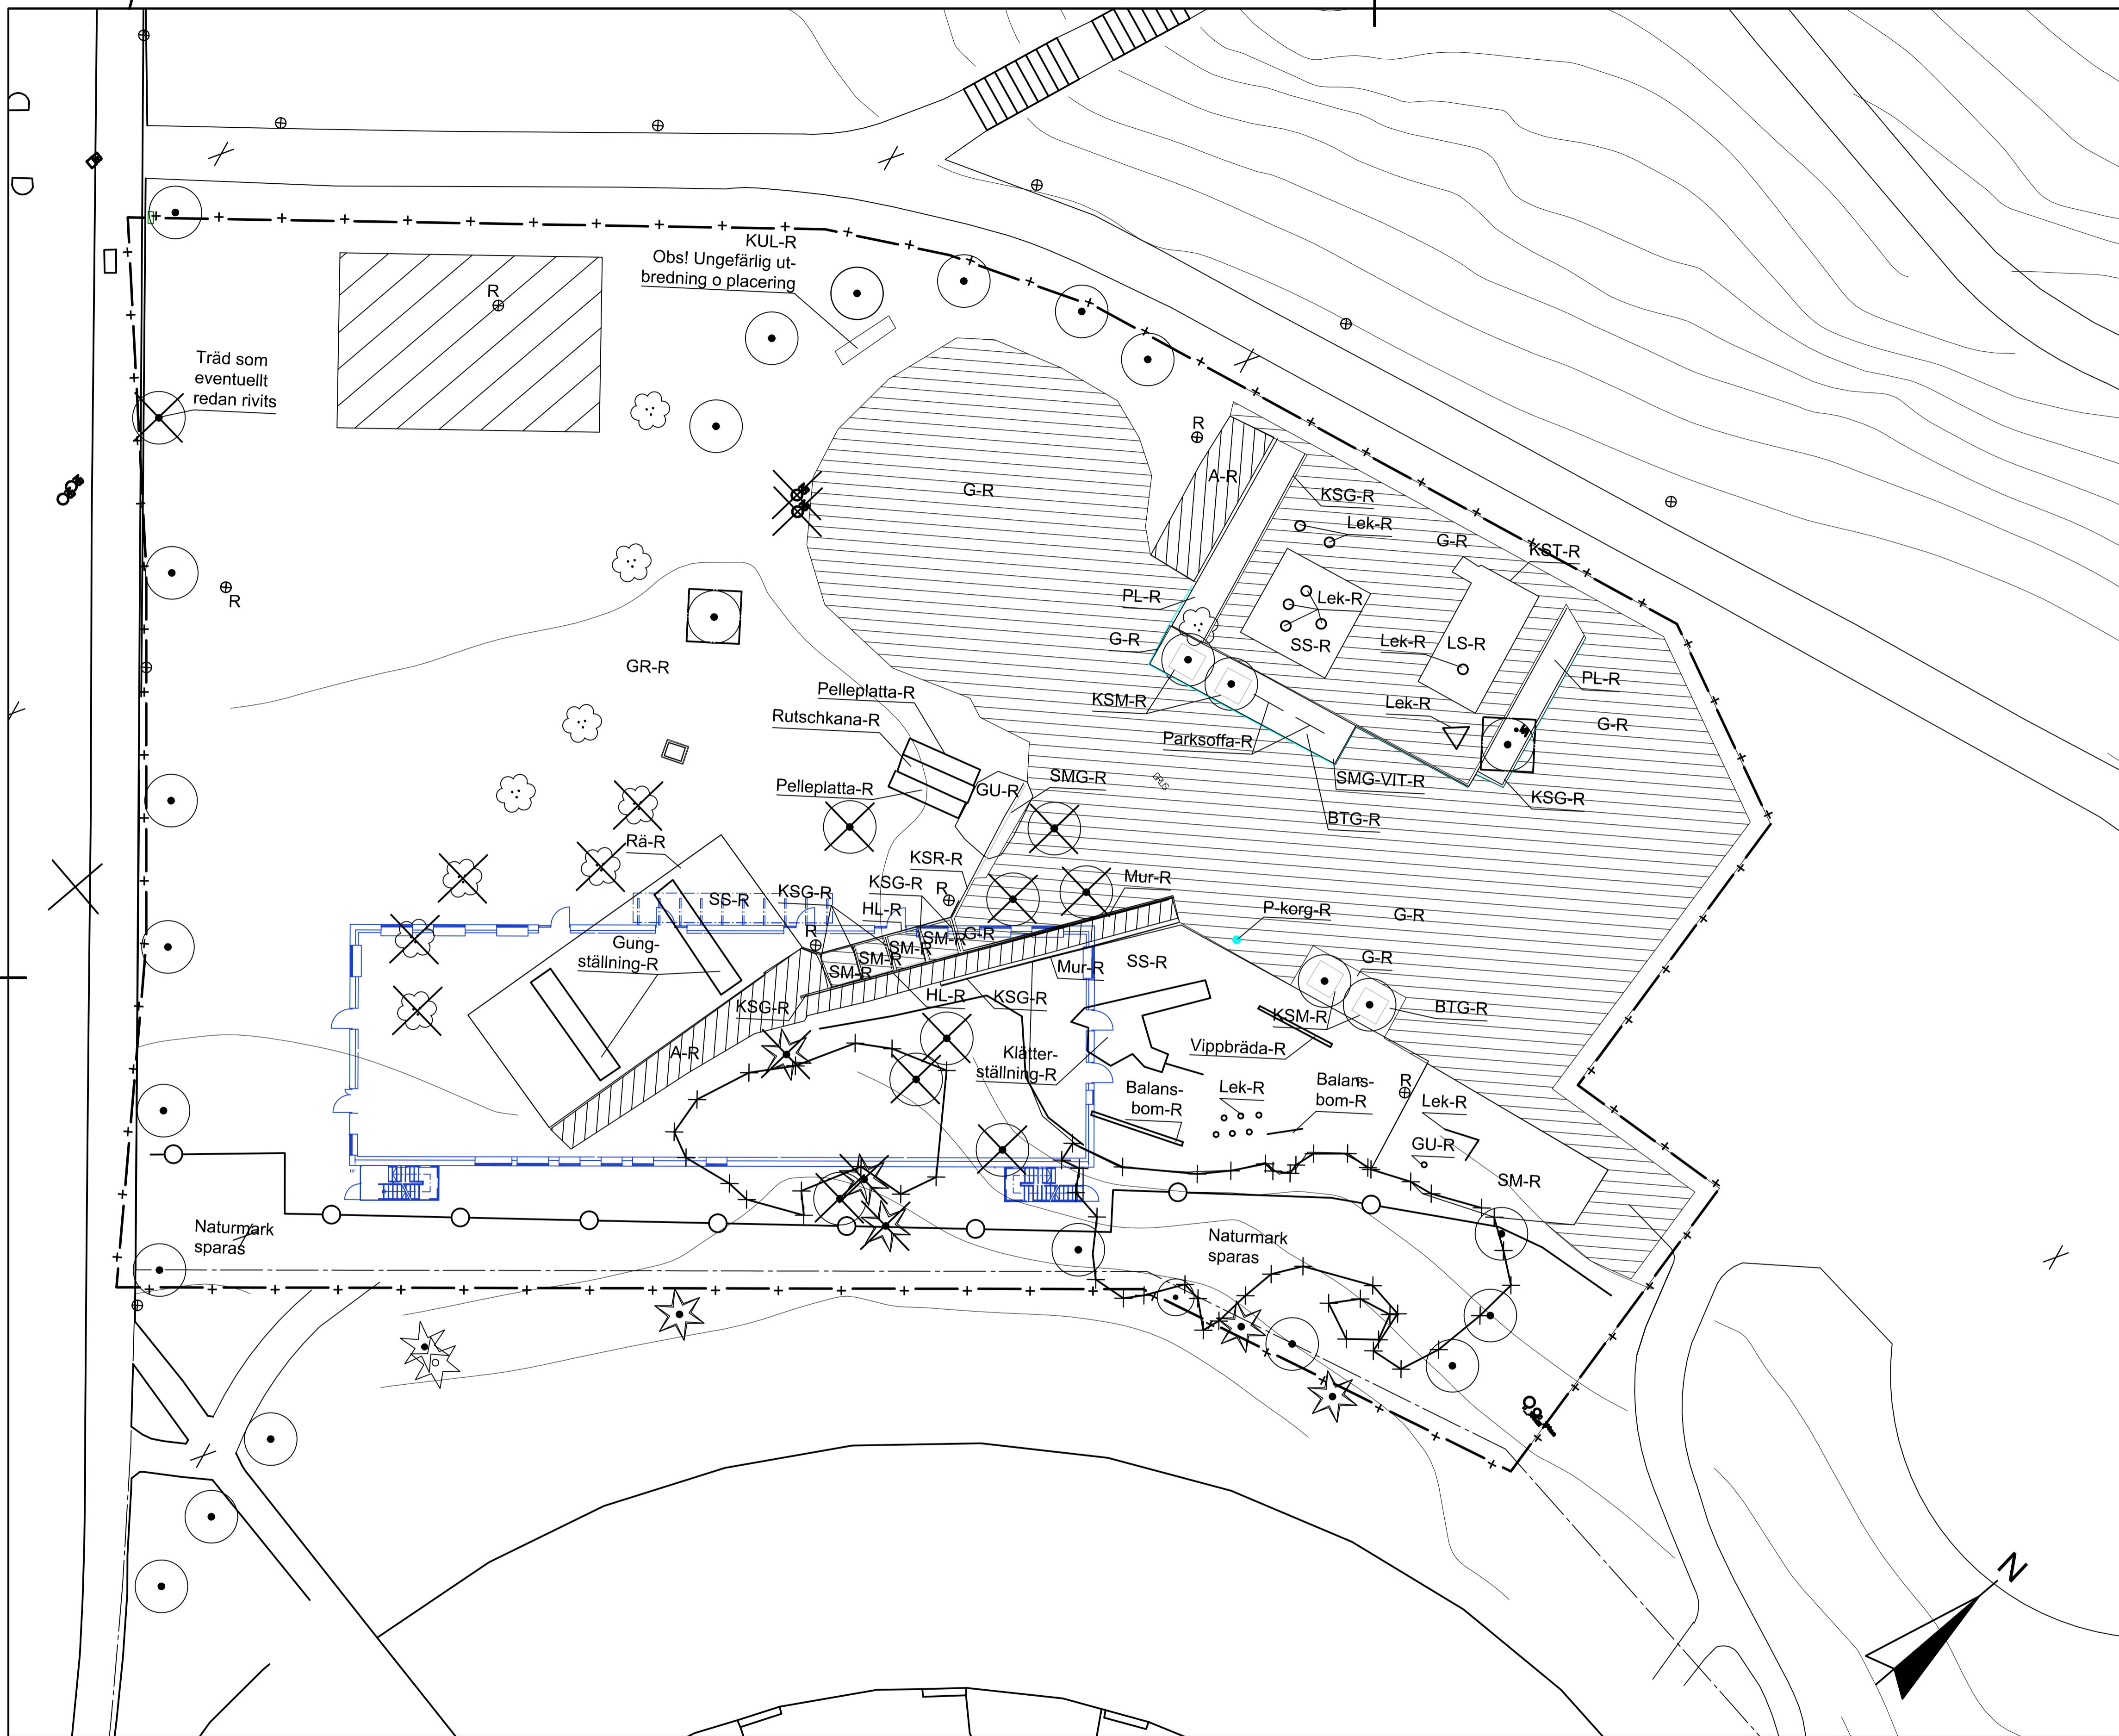 KUL-R
Obs! Ungefärlig ut-
bredning o placering
R
Träd som
eventuellt
redan rivits
R
A-R
G-R
KSG-R
Lek-R
G-R
KST-R
R
PL-R
Lek-R
G-R
SS-R
Lek-R
LS-R
GR-R
PL-R
Pelleplatta-R
KSM-R
Lek-R
Rutschkana-R
G-R
Parksoffa-R
Pelleplatta-R
GU-R
SMG-R
GRUS
SMG-VIT-R
KSG-R
BTG-R
Rä-R
KSR-R
KSG-R
R
Mur-R
SS-R
KSG-R
HL-R
P-korg-R
G-R
R
SM-R
G-R
Gung-
ställning-R
SM-R
SM-R
SM-R
Mur-R
SS-R
G-R
KSG-R
HL-R
KSG-R
KSM-R
BTG-R
A-R
Klätter-
ställning-R
Vippbräda-R
Balans-
bom-R
Lek-R
Balans-
bom-R
R
Lek-R
GU-R
SM-R
Naturmark
sparas
Naturmark
sparas
N